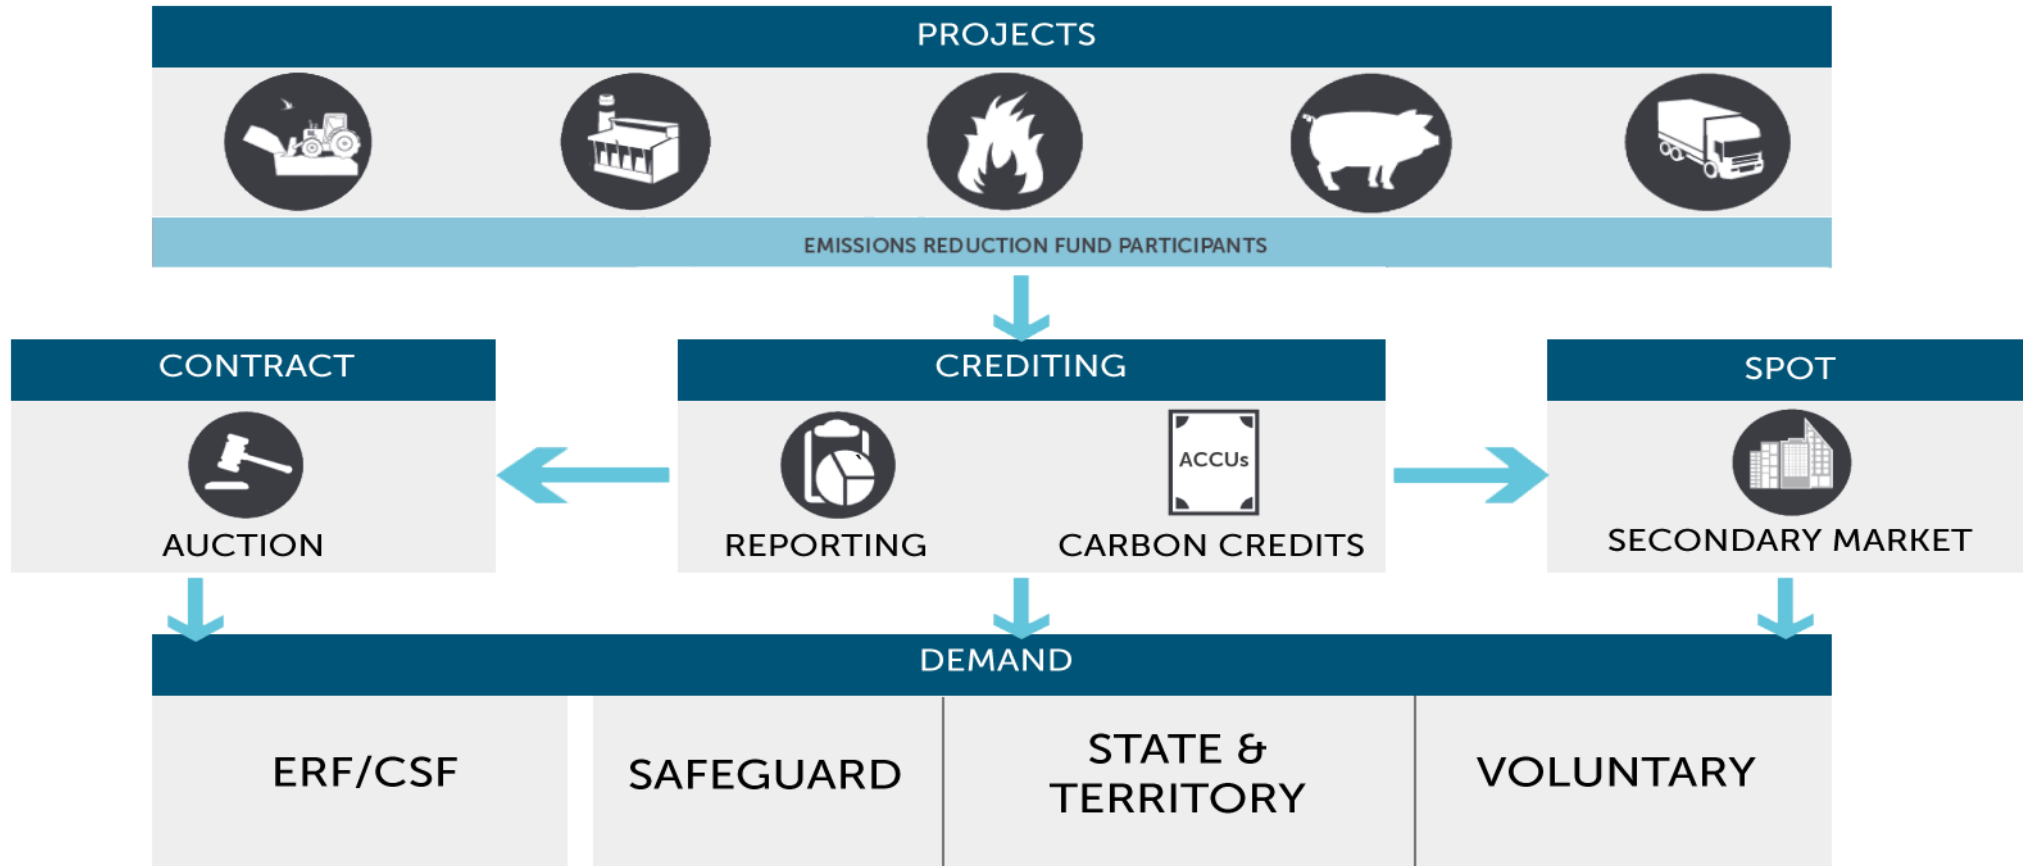 PROJECTS
EMISSIONS REDUCTION FUND PARTICIPANTS
CONTRACT
AUCTION
CREDITING
ACCUs
REPORTING
CARBON CREDITS
SPOT
SECONDARY MARKET
DEMAND
ERF/CSF
SAFEGUARD
STATE &
TERRITORY
VOLUNTARY